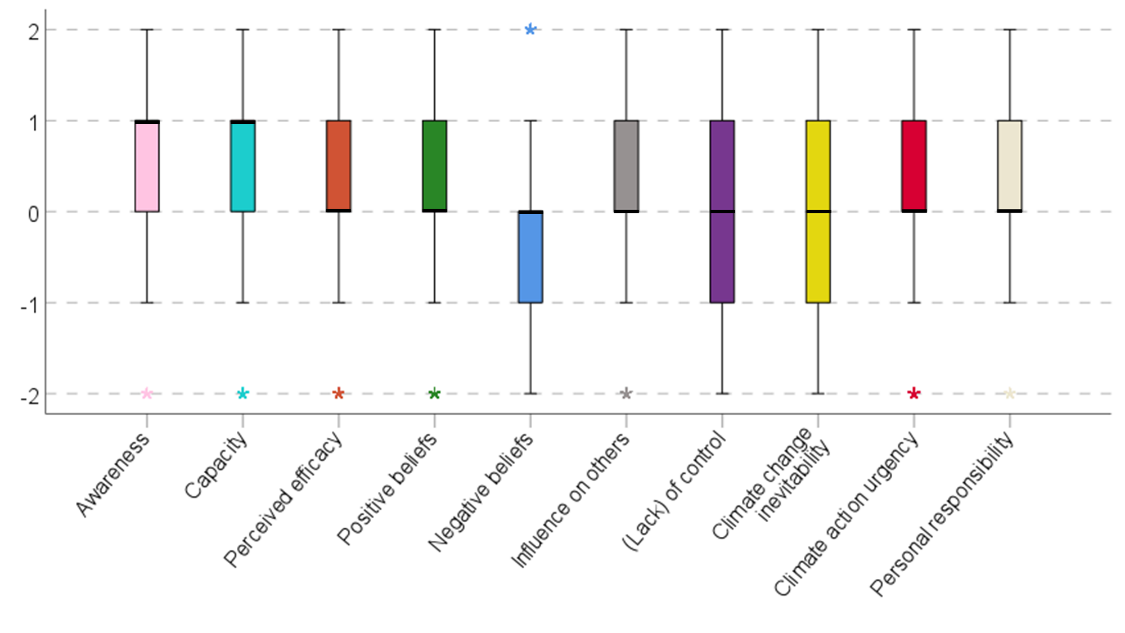 2
1
0
-1
-2
Awareness
Capacity
Perceived efficacy
Positive beliefs
Negative beliefs
Influence on others
(Lack) of control
Climate change
inevitability
Climate action urgency
Personal responsibility